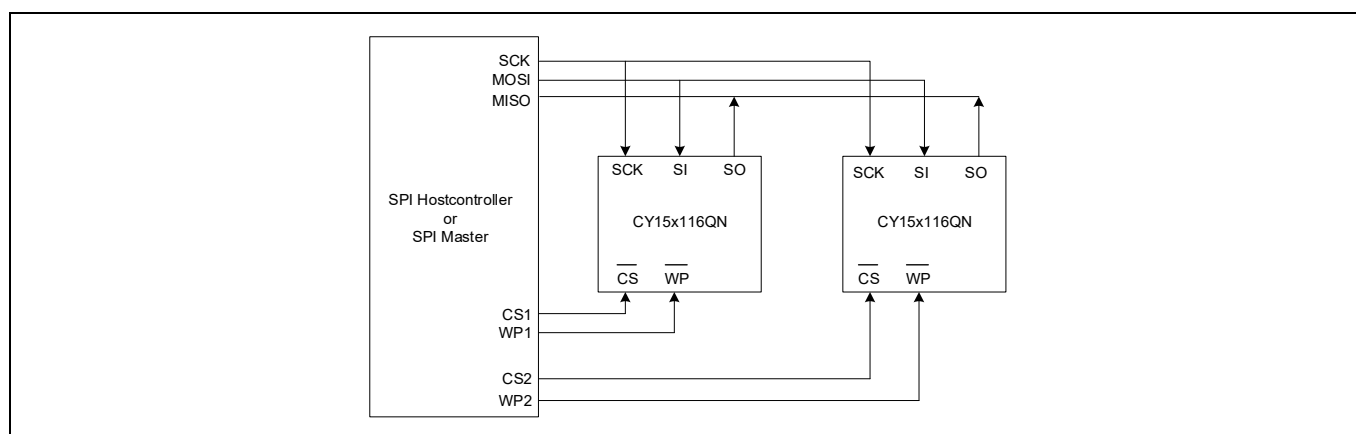 SCK
MOSI
MISO
SCK SI SO
SCK SI SO
SPI Hostcontroller
or
SPI Master
CY15x116QN
CY15x116QN
CS WP
CS WP
CS1
WP1
CS2
WP2